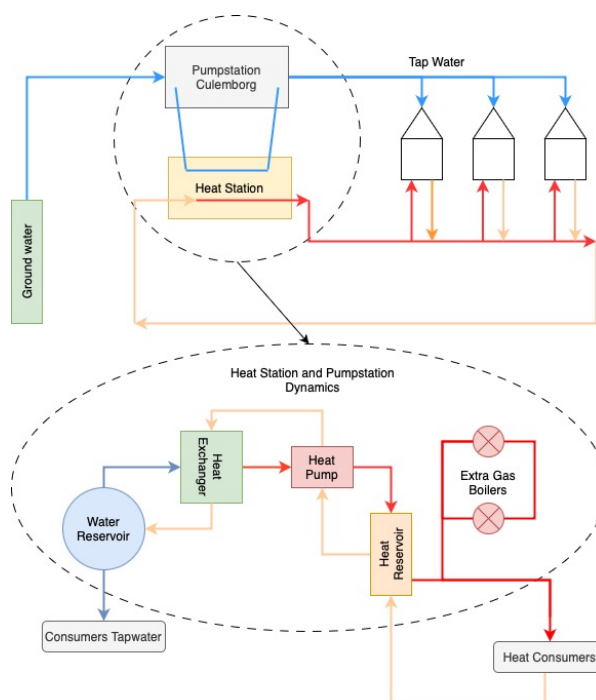 Pumpstation
Culemborg
Tap Water
Heat Station
Ground water
Heat Station and Pumpstation
Dynamics
Heat
Exchanger
Heat
Pump
Extra Gas
Boilers
Water
Reservoir
Heat
Reservoir
Consumers Tapwater
Heat Consumers